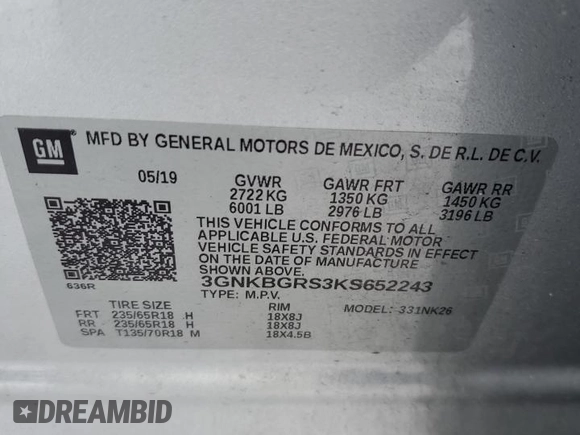 GM
MFD BY GENERAL MOTORS DE MEXICO, S. DE R.L. DE C.V.
05/19 GVWR GAWR FRT GAWR RR
2722 KG 1350 KG 1450 KG
6001 LB 2976 LB 3196 LB
THIS VEHICLE CONFORMS TO ALL
APPLICABLE U.S. FEDERAL MOTOR
VEHICLE SAFETY STANDARDS IN EFFECT
ON THE DATE OF MANUFACTURE
SHOWN ABOVE.
636R 3GNKBGRS3KS652243
TYPE: M.P.V.
TIRE SIZE RIM MODEL: 331NK26
FRT 235/65R18 H 18X8J
RR 235/65R18 H 18X8J
SPA T135/70R18 M 18X4.5B
DREAMBID